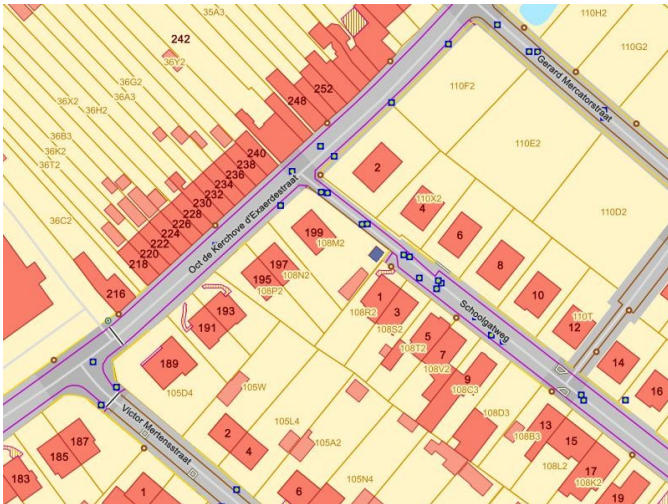 35A3
110H2
242
36Y2
110G2
Gerard Mercatorstraat
36G2
36A3
36X2
36H2
252
248
110F2
36B3
36K2
36T2
110E2
240
238
236
234
232
230
228
226
224
222
220
218
2
110X2
4
110D2
36C2
Oct de Kerchove d'Exaerdestraat
199
108M2
6
197
195
108N2
108P2
8
216
193
191
1
3
108R2
108S2
10
Schoolgatweg
110T
12
5
7
108T2
108V2
189
105D4
105W
9
108C3
14
16
Victor Mertensstraat
105L4
2
4
105A2
108D3
108B3
13
15
187
185
183
108L2
17
108K2
105N4
1
6
19